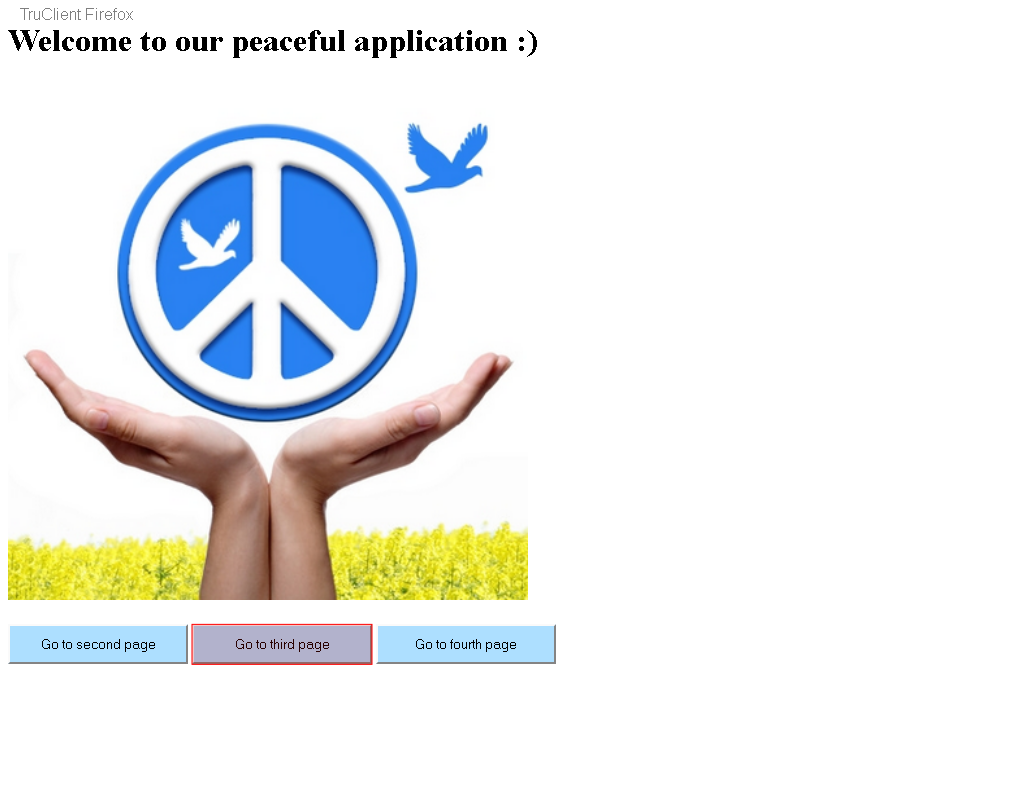 TruClient Firefox
Welcome to our peaceful application :)
Go to second page
Go to third page
Go to fourth page